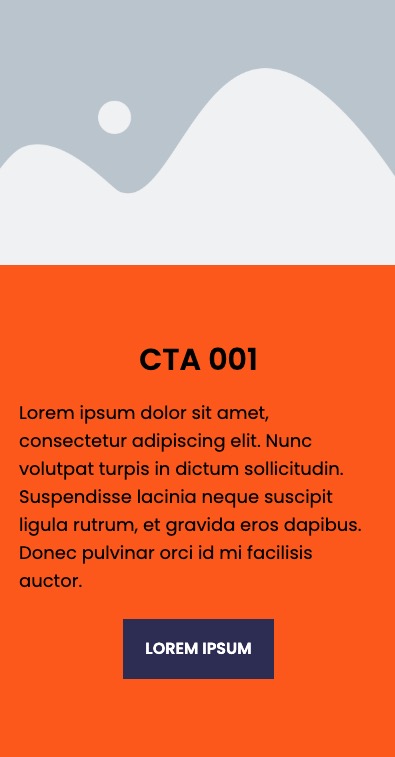 CTA 001
Lorem ipsum dolor sit amet,
consectetur adipiscing elit. Nunc
volutpat turpis in dictum sollicitudin.
Suspendisse lacinia neque suscipit
ligula rutrum, et gravida eros dapibus.
Donec pulvinar orci id mi facilisis
auctor.
LOREM IPSUM